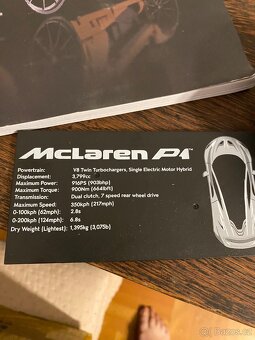 McLaren P1™
Powertrain: V8 Twin Turbochargers, Single Electric Motor Hybrid
Displacement: 3,799cc
Maximum Power: 916PS (903bhp)
Maximum Torque: 900Nm (664lbft)
Transmission: Dual clutch, 7 speed rear wheel drive
Maximum Speed: 350kph (217mph)
0-100kph (62mph): 2.8s
0-200kph (124mph): 6.8s
Dry Weight (Lightest): 1,395kg (3,075lb)